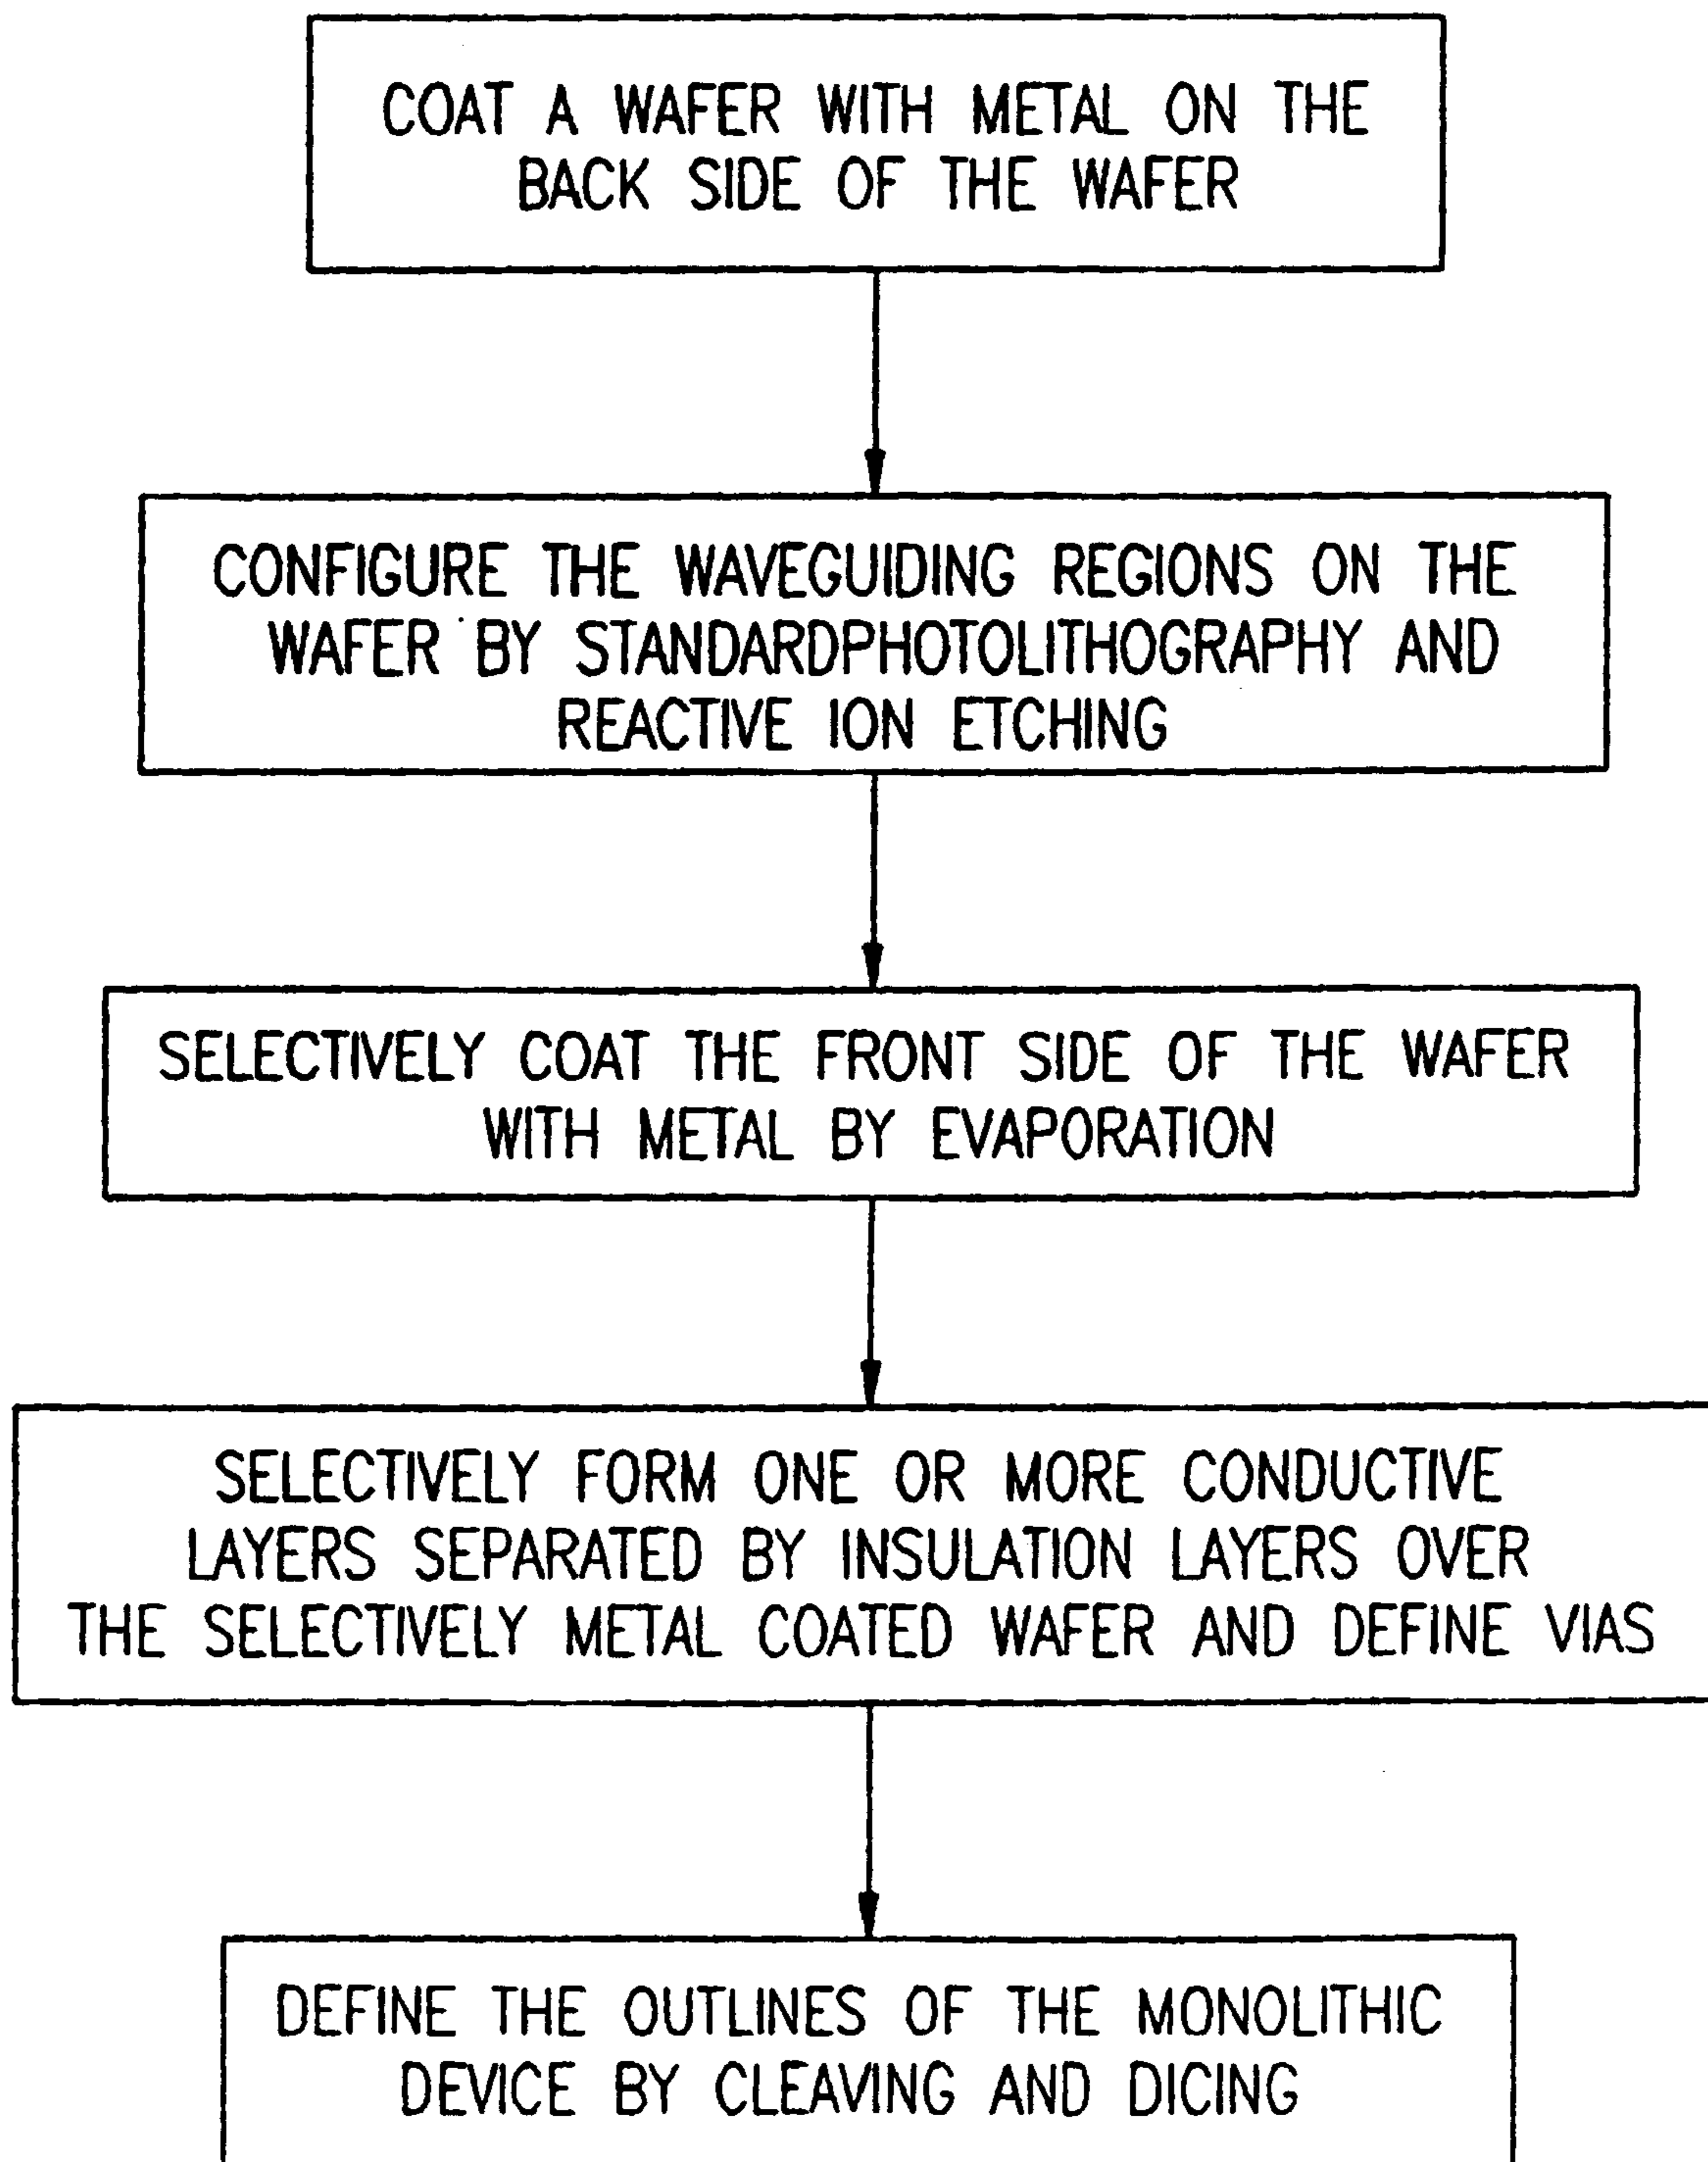 COAT A WAFER WITH METAL ON THE
BACK SIDE OF THE WAFER
CONFIGURE THE WAVEGUIDING REGIONS ON THE
WAFER BY STANDARDPHOTOLITHOGRAPHY AND
REACTIVE ION ETCHING
SELECTIVELY COAT THE FRONT SIDE OF THE WAFER
WITH METAL BY EVAPORATION
SELECTIVELY FORM ONE OR MORE CONDUCTIVE
LAYERS SEPARATED BY INSULATION LAYERS OVER
THE SELECTIVELY METAL COATED WAFER AND DEFINE VIAS
DEFINE THE OUTLINES OF THE MONOLITHIC
DEVICE BY CLEAVING AND DICING